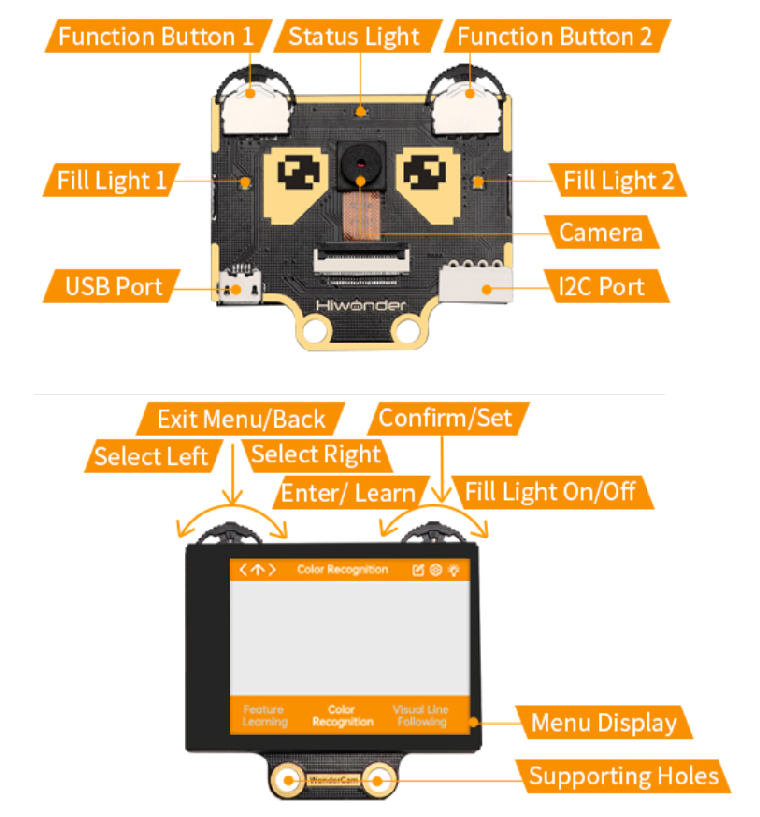 Function Button 1
Status Light
Function Button 2
Fill Light 1
Fill Light 2
Camera
USB Port
I2C Port
Hiwonder
Exit Menu/Back
Confirm/Set
Select Left
Select Right
Enter/ Learn
Fill Light On/Off
Color Recognition
Feature
Learning
Color
Recognition
Visual Line
Following
Menu Display
Supporting Holes
WonderCam